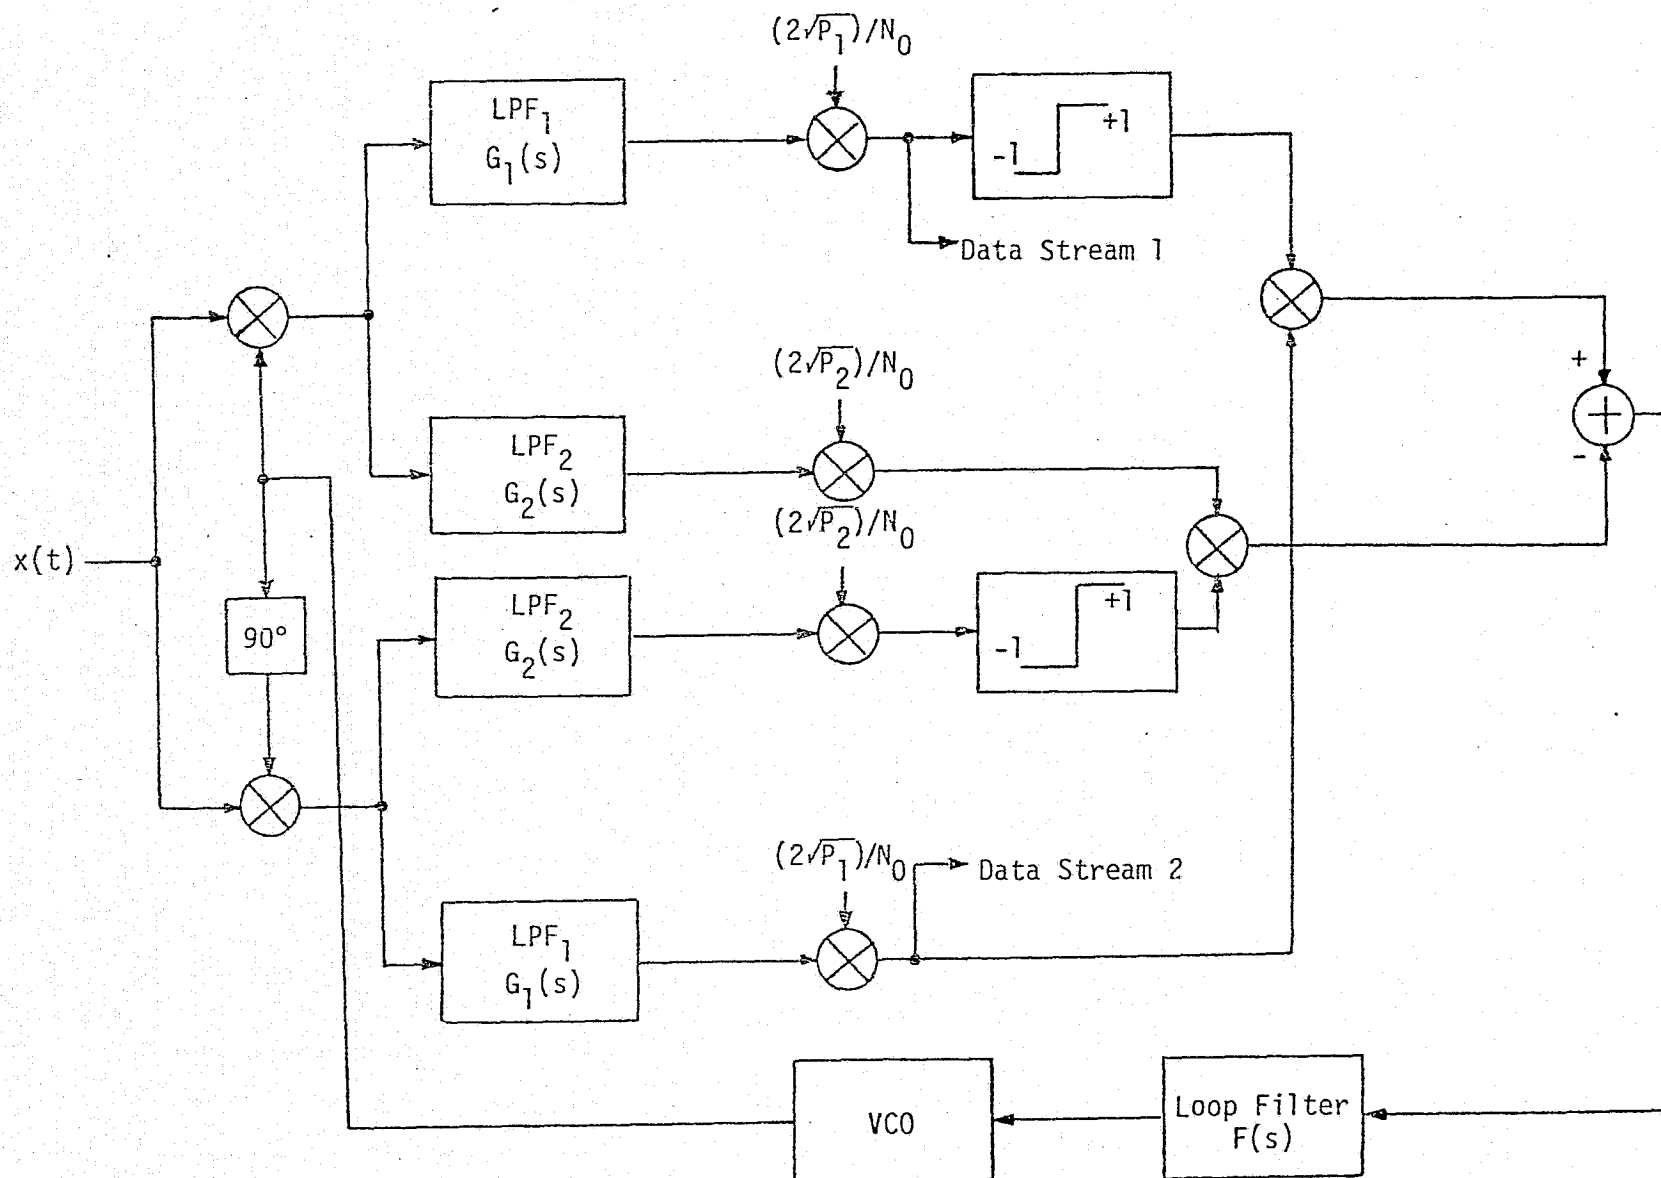 (2√P₁)/N₀
LPF₁
G₁(s)
-1
+1
Data Stream 1
(2√P₂)/N₀
LPF₂
G₂(s)
(2√P₂)/N₀
x(t)
90°
LPF₂
G₂(s)
-1
+1
+
-
(2√P₁)/N₀
Data Stream 2
LPF₁
G₁(s)
VCO
Loop Filter
F(s)